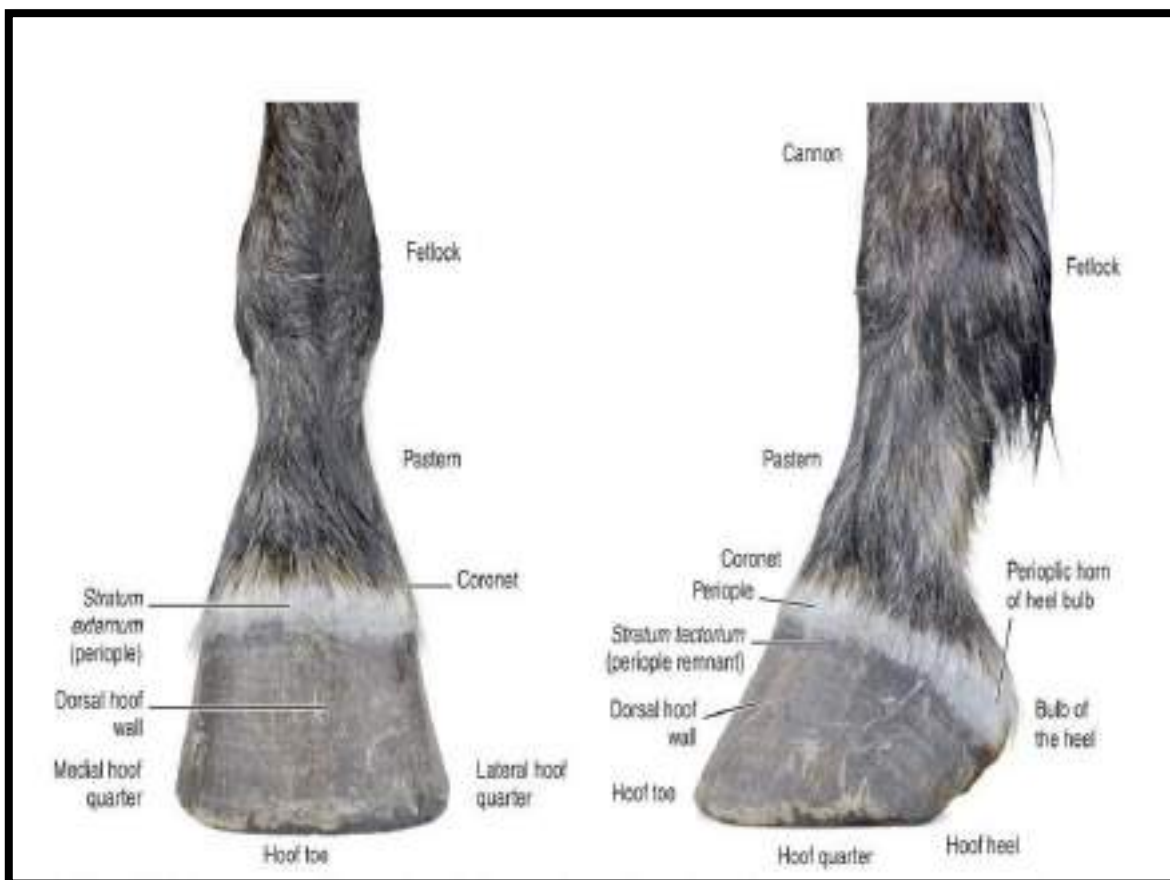 Fetlock
Pastern
Coronet
Stratum
externum
(periople)
Dorsal hoof
wall
Medial hoof
quarter
Lateral hoof
quarter
Hoof toe
Cannon
Fetlock
Pastern
Coronet
Periople
Perioplic horn
of heel bulb
Stratum tectorium
(periople remnant)
Dorsal hoof
wall
Bulb of
the heel
Hoof toe
Hoof quarter
Hoof heel